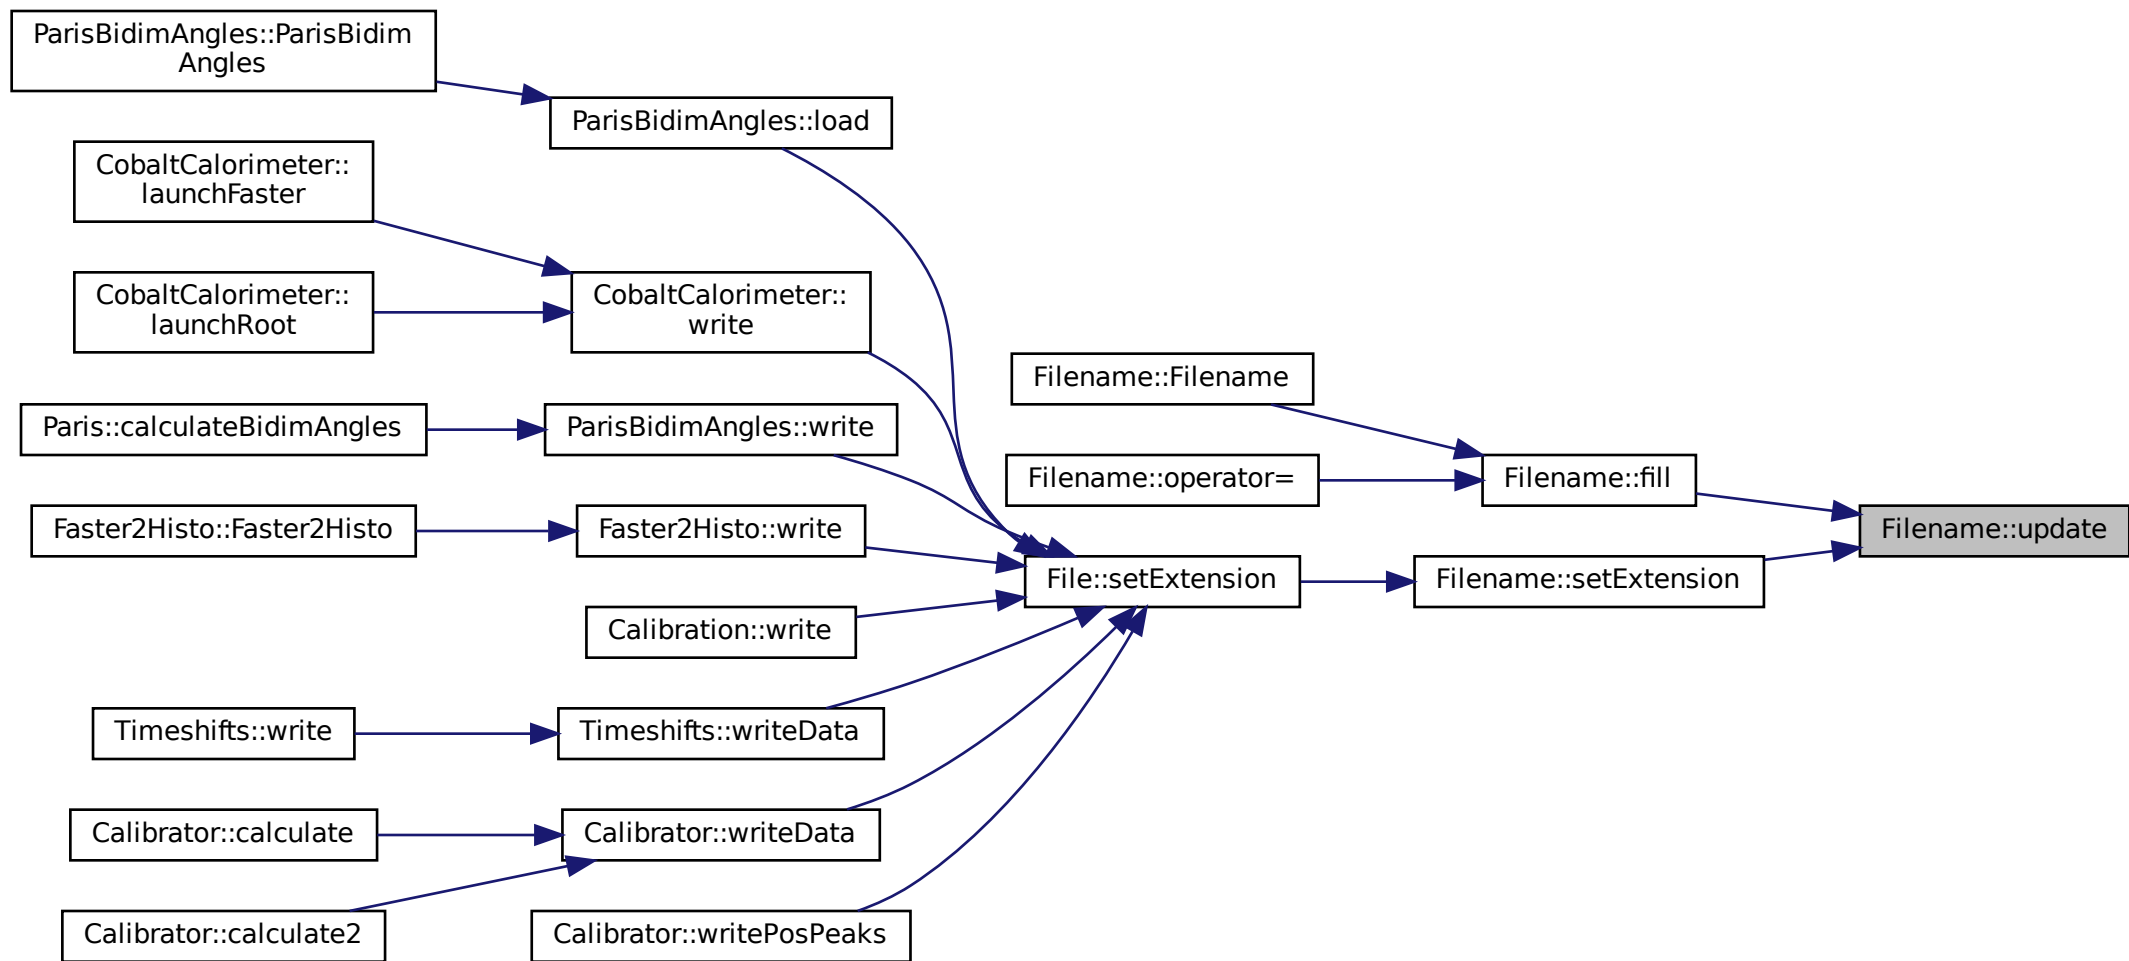 ParisBidimAngles::ParisBidim
Angles
ParisBidimAngles::load
CobaltCalorimeter::
launchFaster
CobaltCalorimeter::
launchRoot
CobaltCalorimeter::
write
Filename::Filename
Paris::calculateBidimAngles
ParisBidimAngles::write
Filename::operator=
Filename::fill
Faster2Histo::Faster2Histo
Faster2Histo::write
Filename::update
File::setExtension
Filename::setExtension
Calibration::write
Timeshifts::write
Timeshifts::writeData
Calibrator::calculate
Calibrator::writeData
Calibrator::calculate2
Calibrator::writePosPeaks